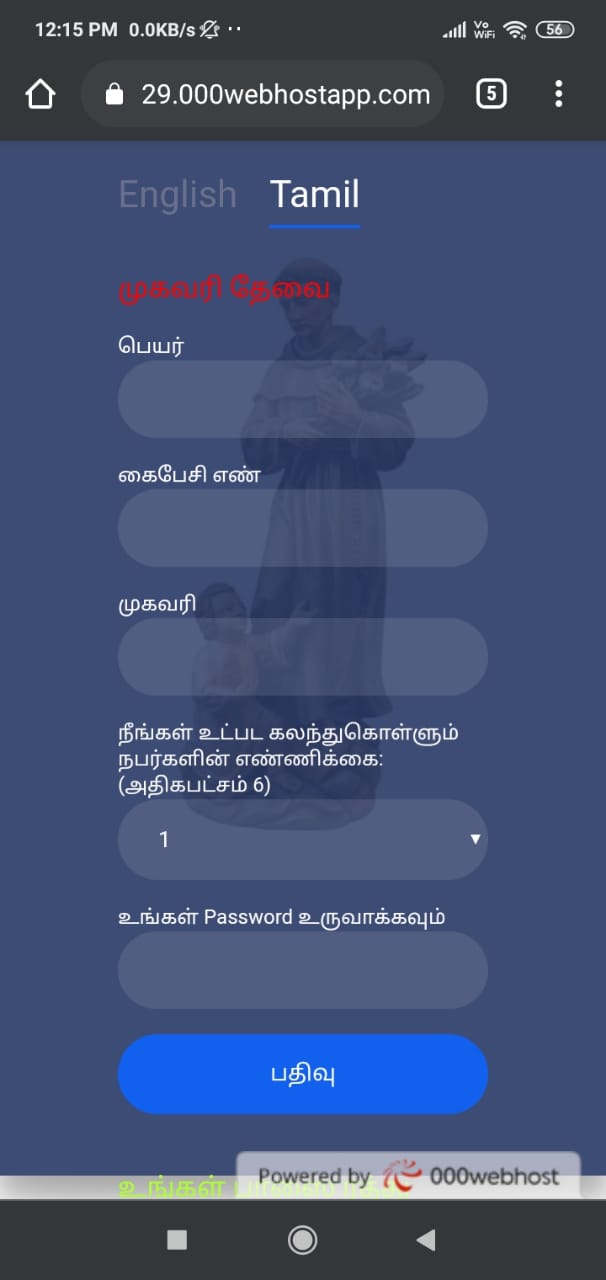 12:15 PM 0.0KB/s
Vo
WiFi
56
29.000webhostapp.com
5
English Tamil
முகவரி தேவை
பெயர்
கைபேசி எண்
முகவரி
நீங்கள் உட்பட கலந்துகொள்ளும்
நபர்களின் எண்ணிக்கை:
(அதிகபட்சம் 6)
1
உங்கள் Password உருவாக்கவும்
பதிவு
Powered by 000webhost
உங்கள்